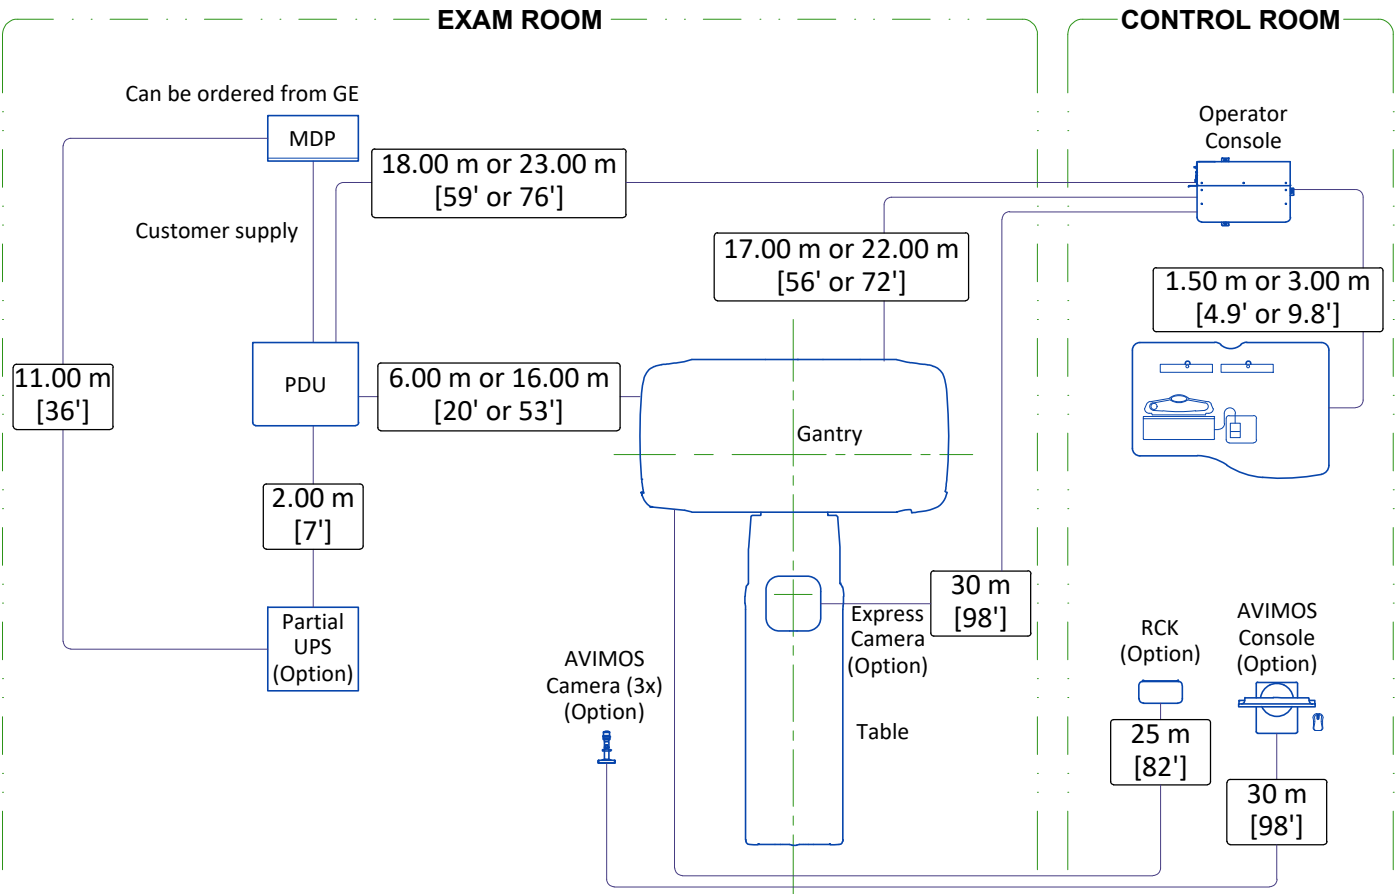 EXAM ROOM
CONTROL ROOM
Can be ordered from GE
MDP
Operator
Console
18.00 m or 23.00 m
[59' or 76']
Customer supply
17.00 m or 22.00 m
[56' or 72']
1.50 m or 3.00 m
[4.9' or 9.8']
11.00 m
[36']
PDU
6.00 m or 16.00 m
[20' or 53']
Gantry
2.00 m
[7']
30 m
[98']
Express
Camera
(Option)
Partial
UPS
(Option)
AVIMOS
Camera (3x)
(Option)
RCK
(Option)
AVIMOS
Console
(Option)
Table
25 m
[82']
30 m
[98']